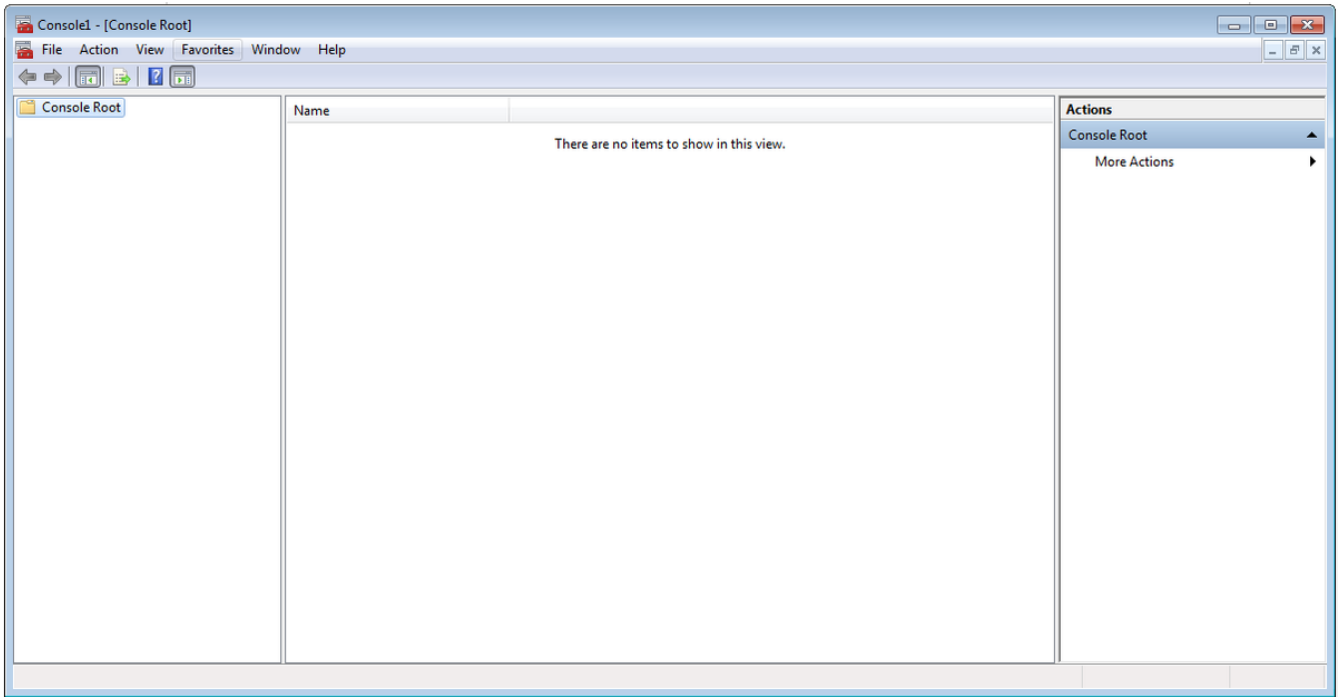 Console1 - [Console Root]
File Action View Favorites Window Help
Console Root
Name
There are no items to show in this view.
Actions
Console Root
More Actions